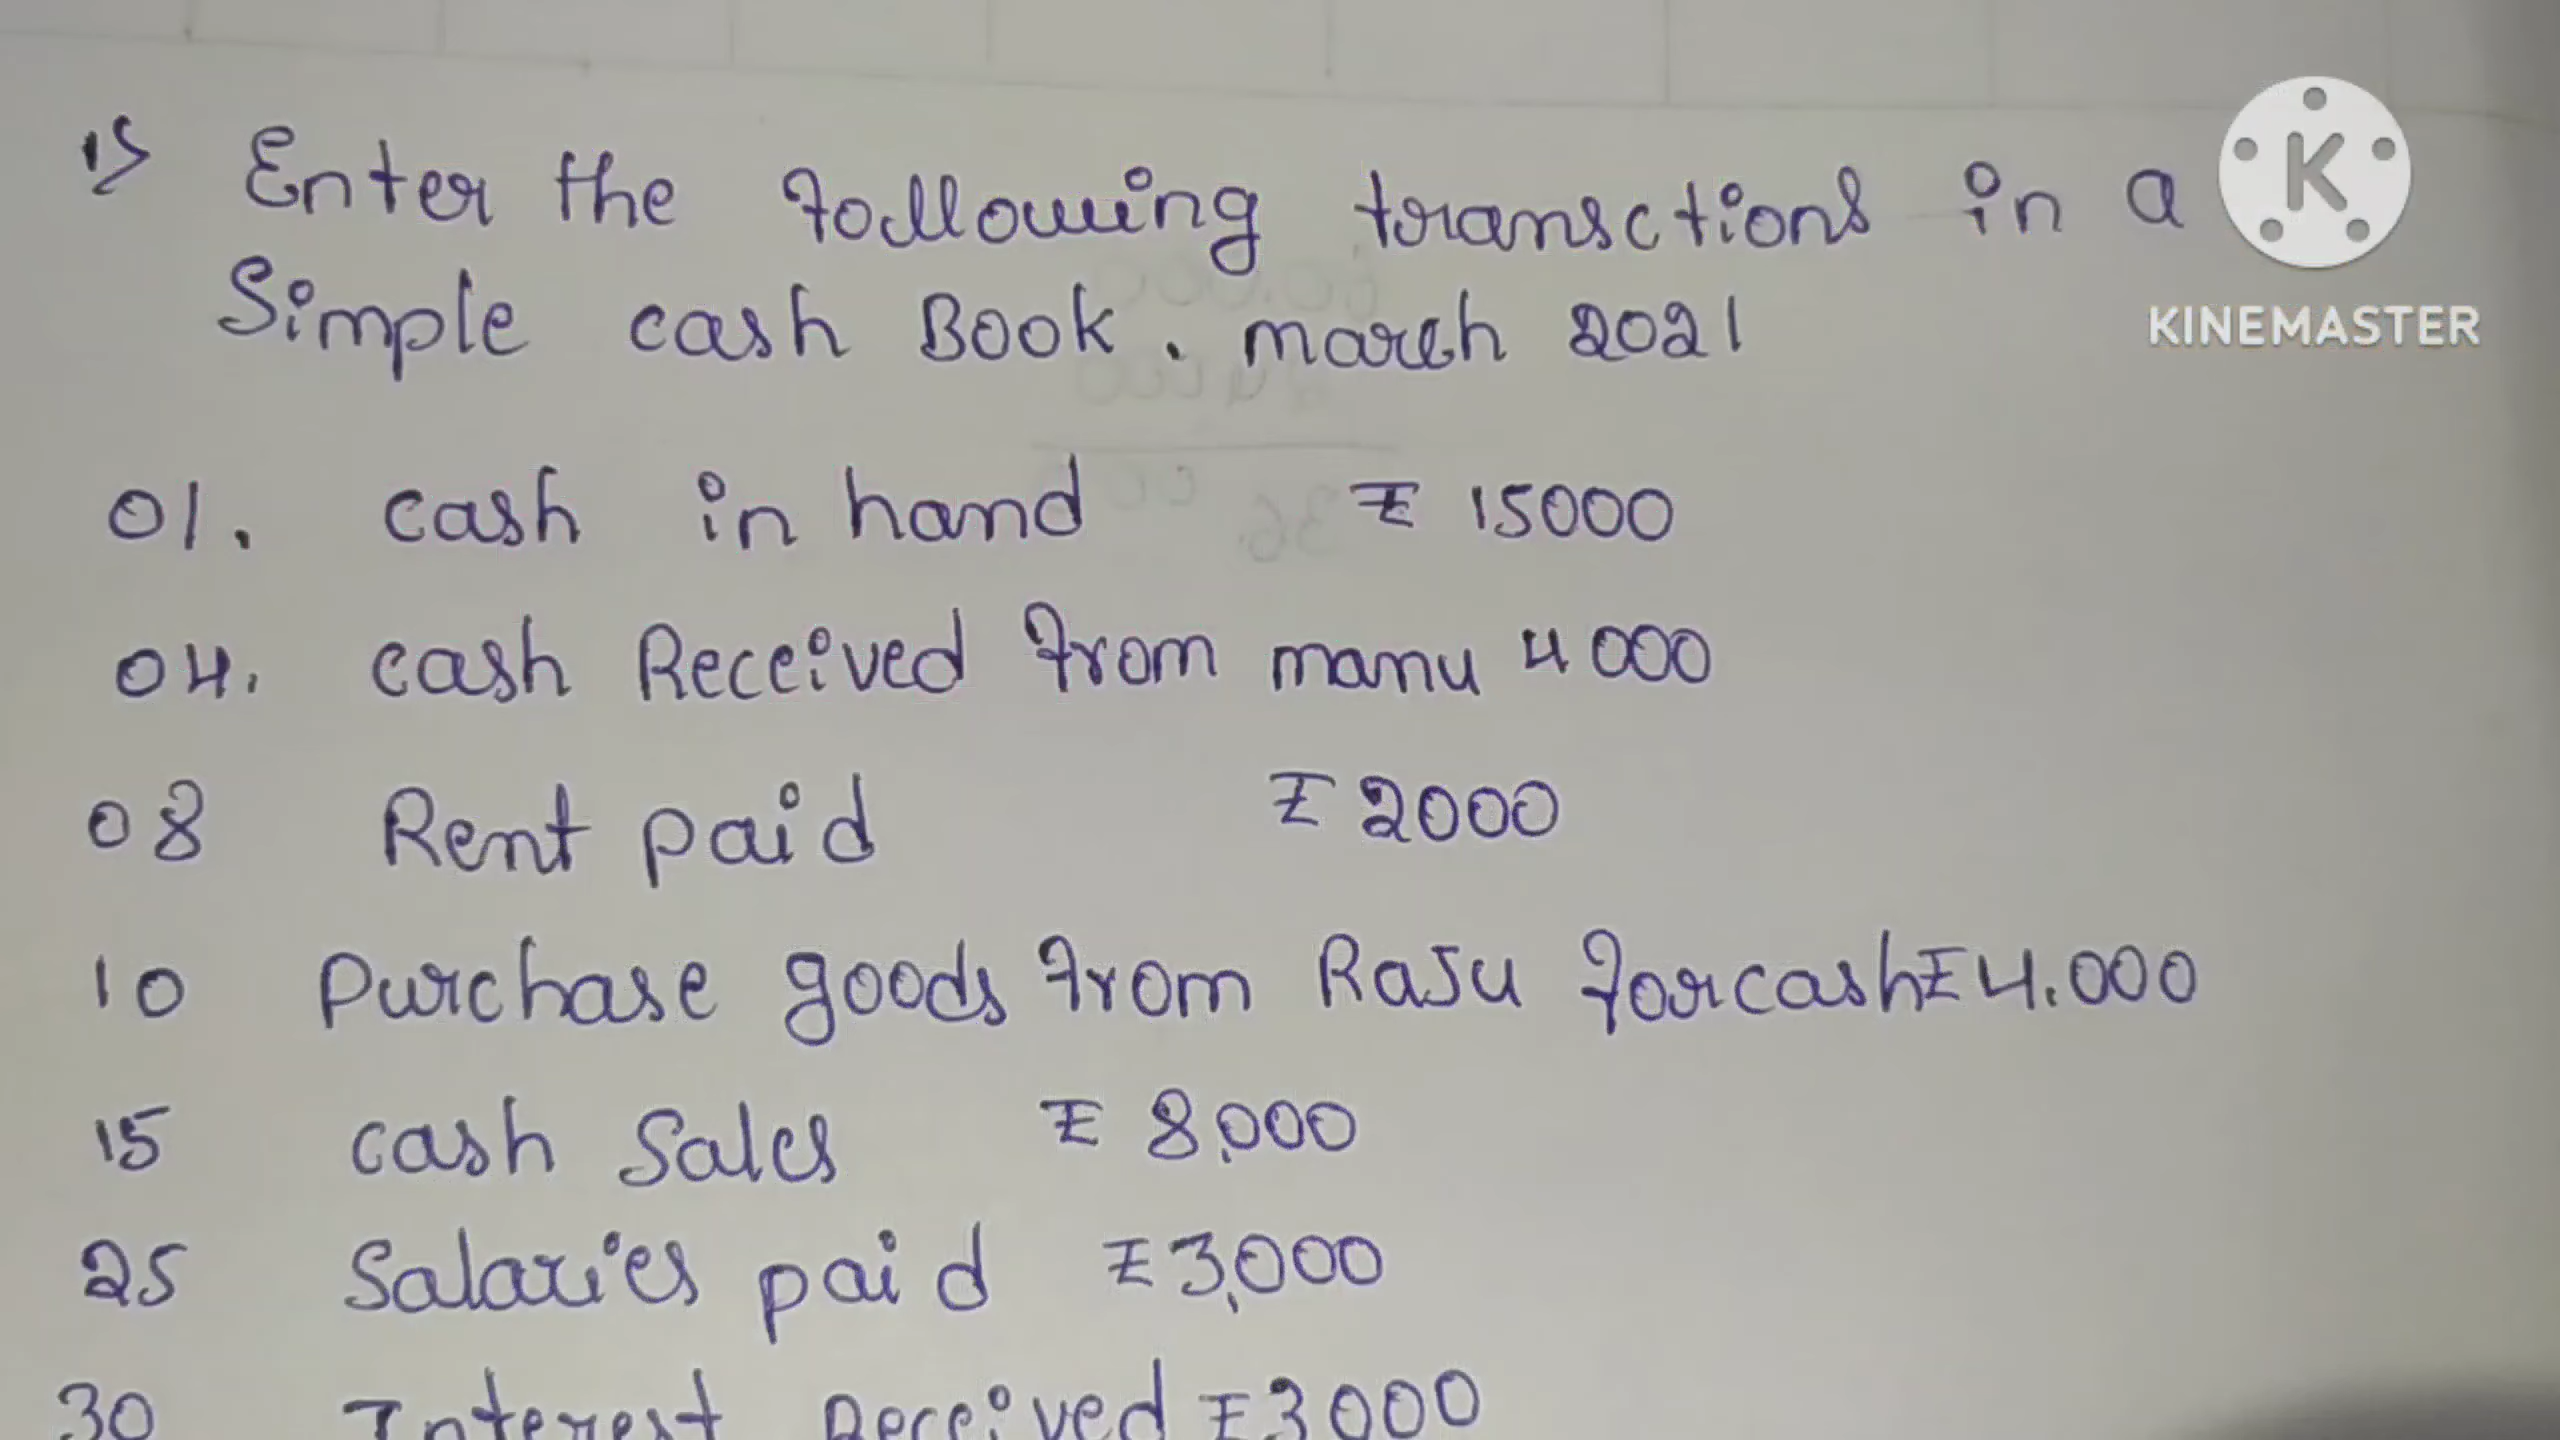 1) Enter the following transctions in a
Simple cash Book. march 2021
01. cash in hand ₹ 15000
04. cash Received from manu 4000
08 Rent paid ₹ 2000
10 Purchase goods from Raju for cash ₹ 4.000
15 cash Sales ₹ 8,000
25 Salaries paid ₹ 3,000
30 Interest Received ₹ 3000
KINEMASTER